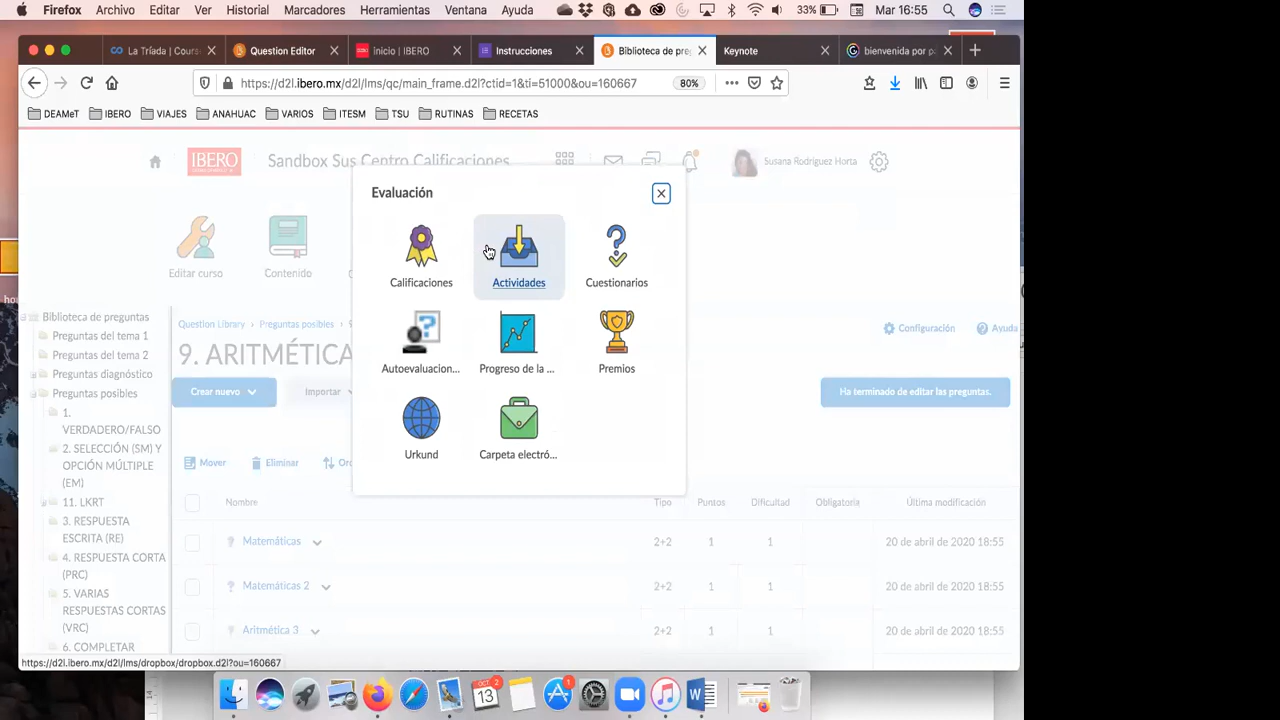 Firefox Archivo Editar Ver Historial Marcadores Herramientas Ventana Ayuda 33% Mar 16:55
La Tríada | Cours Question Editor inicio | IBERO Instrucciones Biblioteca de preg Keynote bienvenida por po
https://d2l.ibero.mx/d2l/lms/qc/main_frame.d2l?ctid=1&ti=51000&ou=160667 80%
DEAMeT IBERO VIAJES ANAHUAC VARIOS ITESM TSU RUTINAS RECETAS
IBERO Sandbox Sus Centro Calificaciones Susana Rodriguez Horta
Evaluación
Editar curso Contenido
Calificaciones Actividades Cuestionarios
Autoevaluacion... Progreso de la ... Premios
Urkund Carpeta electró...
Biblioteca de preguntas
Preguntas del tema 1
Preguntas del tema 2
Preguntas diagnóstico
Preguntas posibles
1.
VERDADERO/FALSO
2. SELECCIÓN (SM) Y
OPCIÓN MÚLTIPLE
(EM)
11. LKRT
3. RESPUESTA
ESCRITA (RE)
4. RESPUESTA CORTA
(PRC)
5. VARIAS
RESPUESTAS CORTAS
(VRC)
6. COMPLETAR
Question Library › Preguntas posibles › 9 Configuración Ayuda
9. ARITMÉTICA
Crear nuevo Importar Ha terminado de editar las preguntas.
Mover Eliminar Ord
Nombre Tipo Puntos Dificultad Obligatoria Última modificación
Matemáticas 2+2 1 1 20 de abril de 2020 18:55
Matemáticas 2 2+2 1 1 20 de abril de 2020 18:55
Aritmética 3 2+2 1 1 20 de abril de 2020 18:55
https://d2l.ibero.mx/d2l/lms/dropbox/dropbox.d2l?ou=160667
OCT 2
13
1